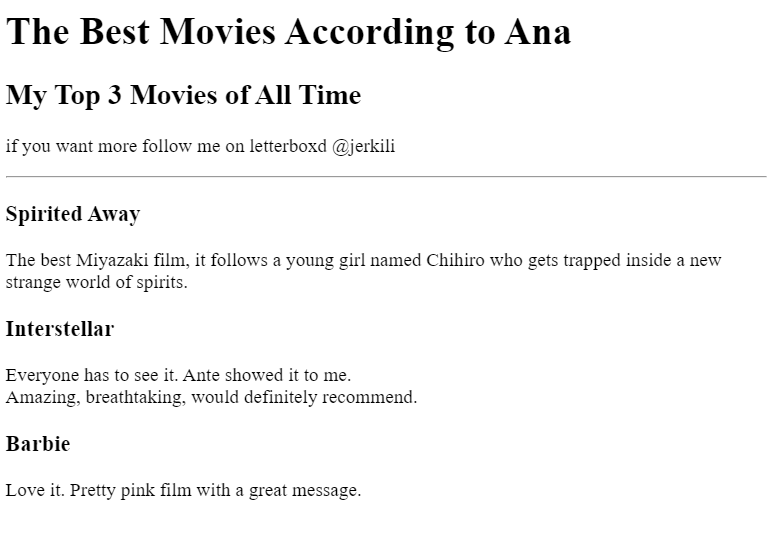 The Best Movies According to Ana
My Top 3 Movies of All Time
if you want more follow me on letterboxd @jerkili
Spirited Away
The best Miyazaki film, it follows a young girl named Chihiro who gets trapped inside a new
strange world of spirits.
Interstellar
Everyone has to see it. Ante showed it to me.
Amazing, breathtaking, would definitely recommend.
Barbie
Love it. Pretty pink film with a great message.